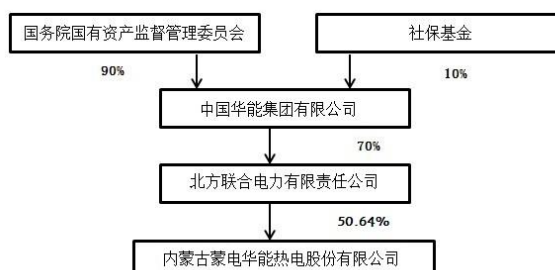 国务院国有资产监督管理委员会
社保基金
90%
10%
中国华能集团有限公司
70%
北方联合电力有限责任公司
50.64%
内蒙古蒙电华能热电股份有限公司